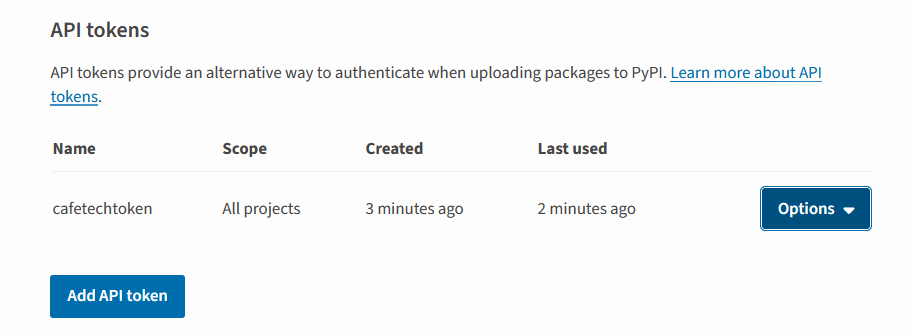 API tokens
API tokens provide an alternative way to authenticate when uploading packages to PyPI. Learn more about API
tokens.
Name Scope Created Last used
cafetechtoken All projects 3 minutes ago 2 minutes ago Options
Add API token